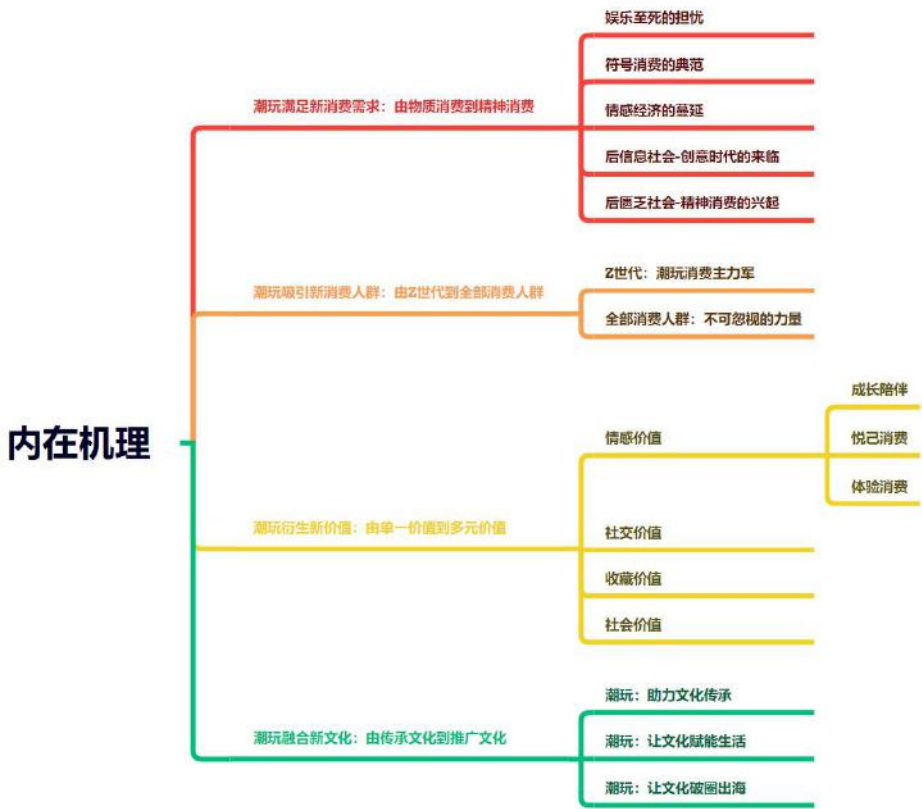 内在机理
潮玩满足新消费需求：由物质消费到精神消费
娱乐至死的担忧
符号消费的典范
情感经济的蔓延
后信息社会-创意时代的来临
后匮乏社会-精神消费的兴起
潮玩吸引新消费人群：由Z世代到全部消费人群
Z世代：潮玩消费主力军
全部消费人群：不可忽视的力量
潮玩衍生新价值：由单一价值到多元价值
情感价值
成长陪伴
悦己消费
体验消费
社交价值
收藏价值
社会价值
潮玩融合新文化：由传承文化到推广文化
潮玩：助力文化传承
潮玩：让文化赋能生活
潮玩：让文化破圈出海